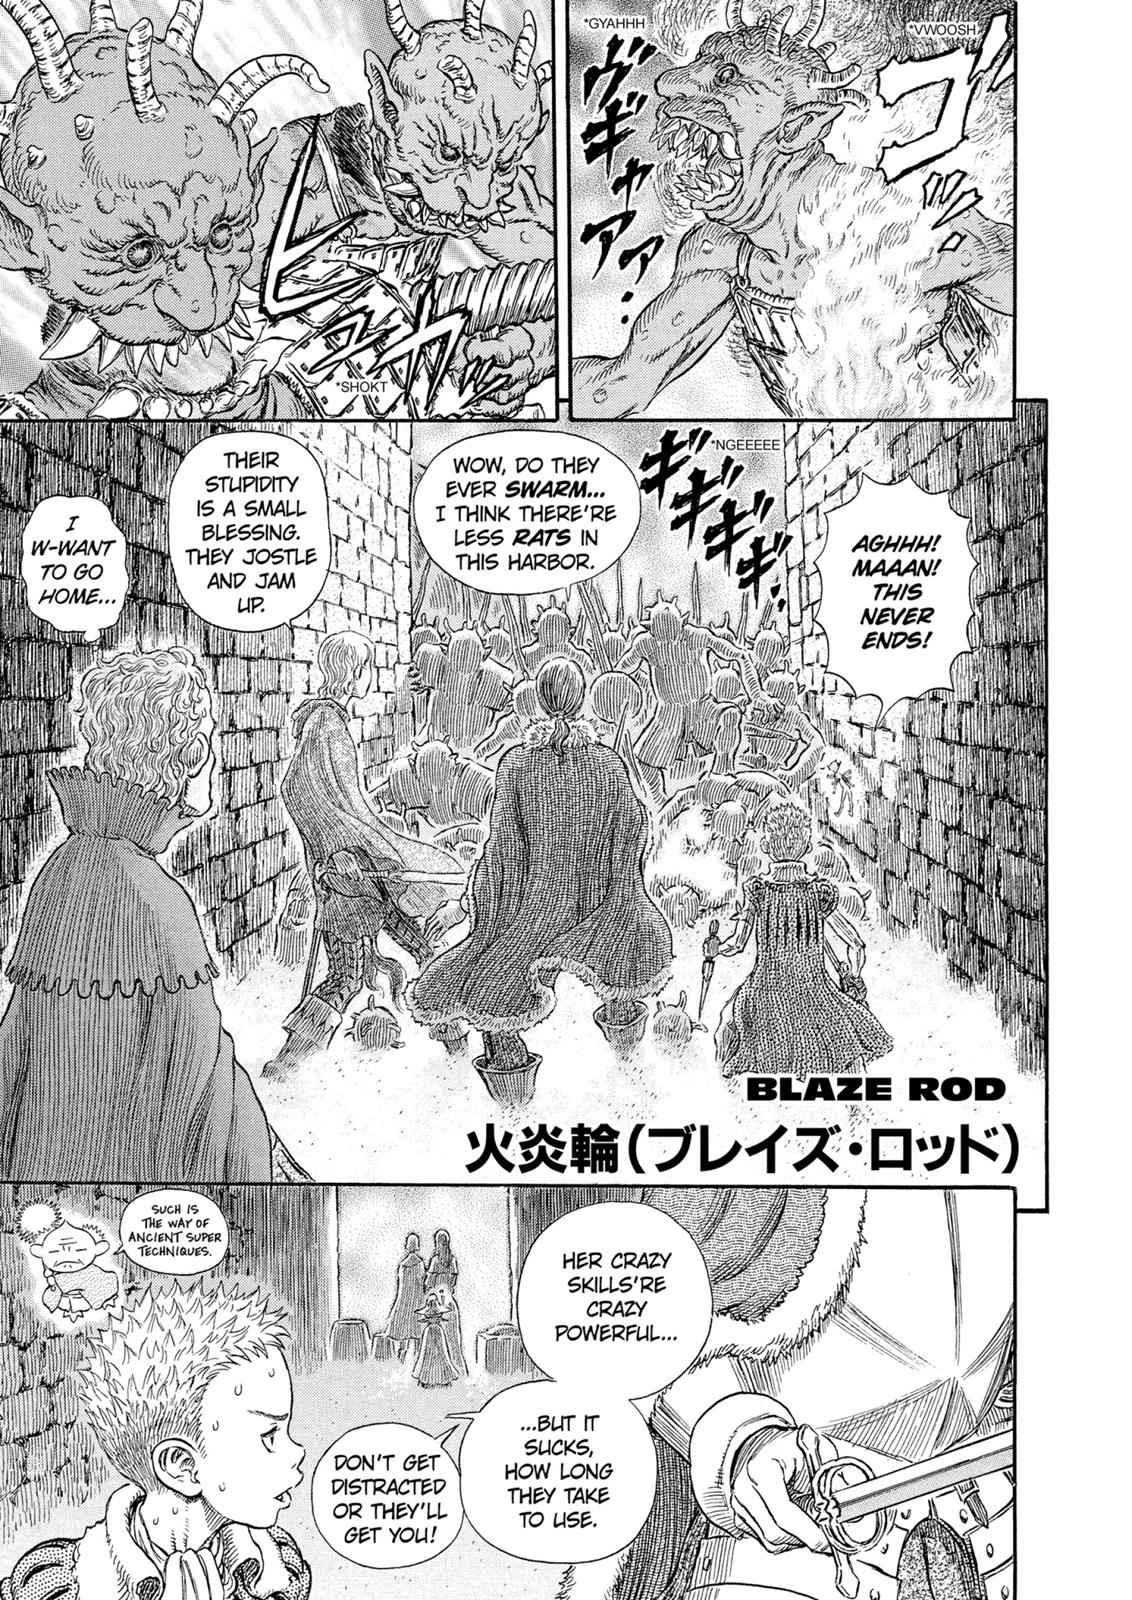 *GYAHHH
*VWOOSH
ヴギャアア…
ゴッ
ヒュカッ
*SHOKT
*NGEEEEE
ギギギギ…
AGHHH!
MAAAN!
THIS
NEVER
ENDS!
WOW, DO THEY
EVER SWARM...
I THINK THERE'RE
LESS RATS IN
THIS HARBOR.
THEIR
STUPIDITY
IS A SMALL
BLESSING.
THEY JOSTLE
AND JAM
UP.
I
W-WANT
TO GO
HOME...
BLAZE ROD
火炎輪(ブレイズ・ロッド)
SUCH IS
THE WAY OF
ANCIENT SUPER
TECHNIQUES.
HER CRAZY
SKILLS'RE
CRAZY
POWERFUL...
...BUT IT
SUCKS,
HOW LONG
THEY TAKE
TO USE.
DON'T GET
DISTRACTED
OR THEY'LL
GET YOU!